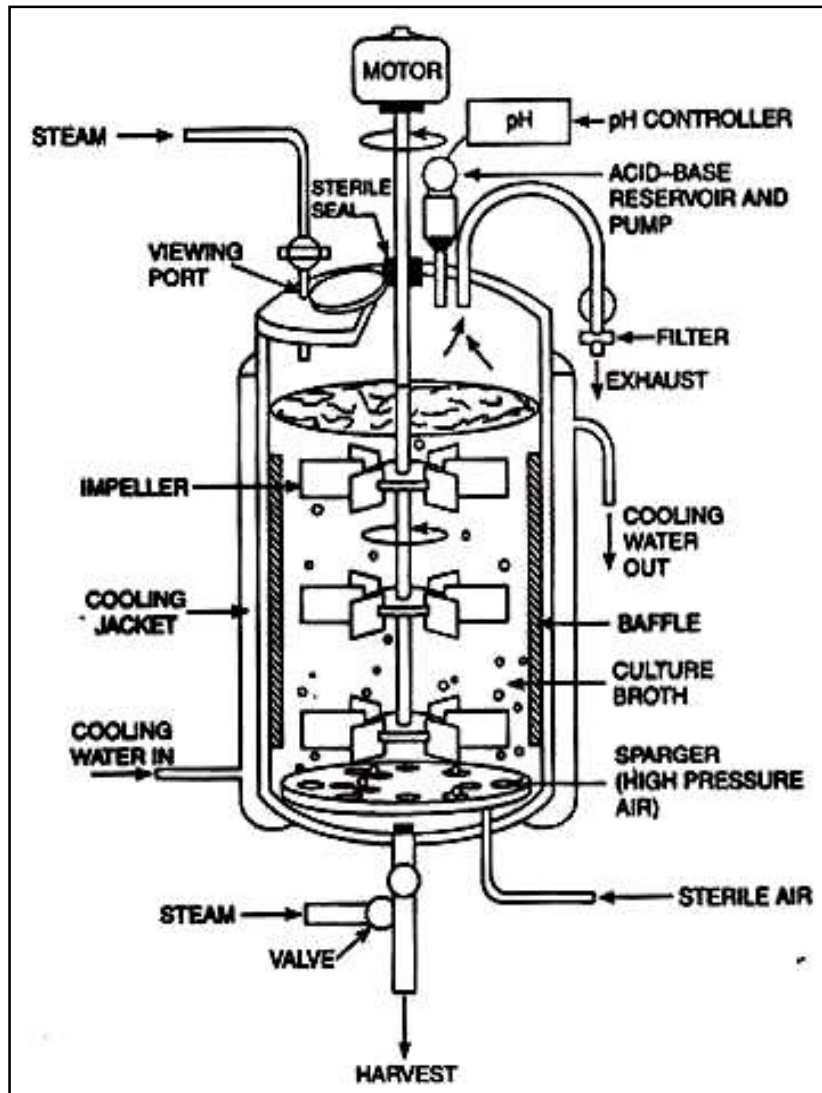 MOTOR
pH
pH CONTROLLER
STEAM
ACID-BASE
RESERVOIR AND
PUMP
STERILE
SEAL
VIEWING
PORT
FILTER
EXHAUST
IMPELLER
COOLING
WATER
OUT
COOLING
JACKET
BAFFLE
CULTURE
BROTH
COOLING
WATER IN
SPARGER
(HIGH PRESSURE
AIR)
STERILE AIR
STEAM
VALVE
HARVEST